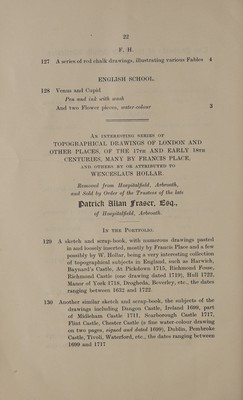 22
F. H.
127 A series of red chalk drawings, illustrating various Fables 4
ENGLISH SCHOOL.
128 Venus and Cupid
Pen and ink with wash
And two Flower pieces, water-colour 3
AN INTERESTING SERIES OF
TOPOGRAPHICAL DRAWINGS OF LONDON AND
OTHER PLACES, OF THE 17TH AND EARLY 18TH
CENTURIES, MANY BY FRANCIS PLACE,
AND OTHERS BY OR ATTRIBUTED TO
WENCESLAUS HOLLAR.
Removed from Hospitalfield, Arbroath,
and Sold by Order of the Trustees of the late
Patrick Allan Fraser, Esq.,
of Hospitalfield, Arbroath.
IN THE PORTFOLIO.
129 A sketch and scrap-book, with numerous drawings pasted
in and loosely inserted, mostly by Francis Place and a few
possibly by W. Hollar, being a very interesting collection
of topographical subjects in England, such as Harwick,
Baynard's Castle, At Pickdown 1715, Richmond Fosse,
Richmond Castle (one drawing dated 1719), Hull 1722,
Manor of York 1718, Drogheda, Beverley, etc., the dates
ranging between 1632 and 1722.
130 Another similar sketch and scrap-book, the subjects of the
drawings including Dungon Castle, Ireland 1699, part
of Midleham Castle 1711, Scarborough Castle 1717,
Flint Castle, Chester Castle (a fine water-colour drawing
on two pages, signed and dated 1699), Dublin, Pembroke
Castle, Tivoli, Waterford, etc., the dates ranging between
1699 and 1717